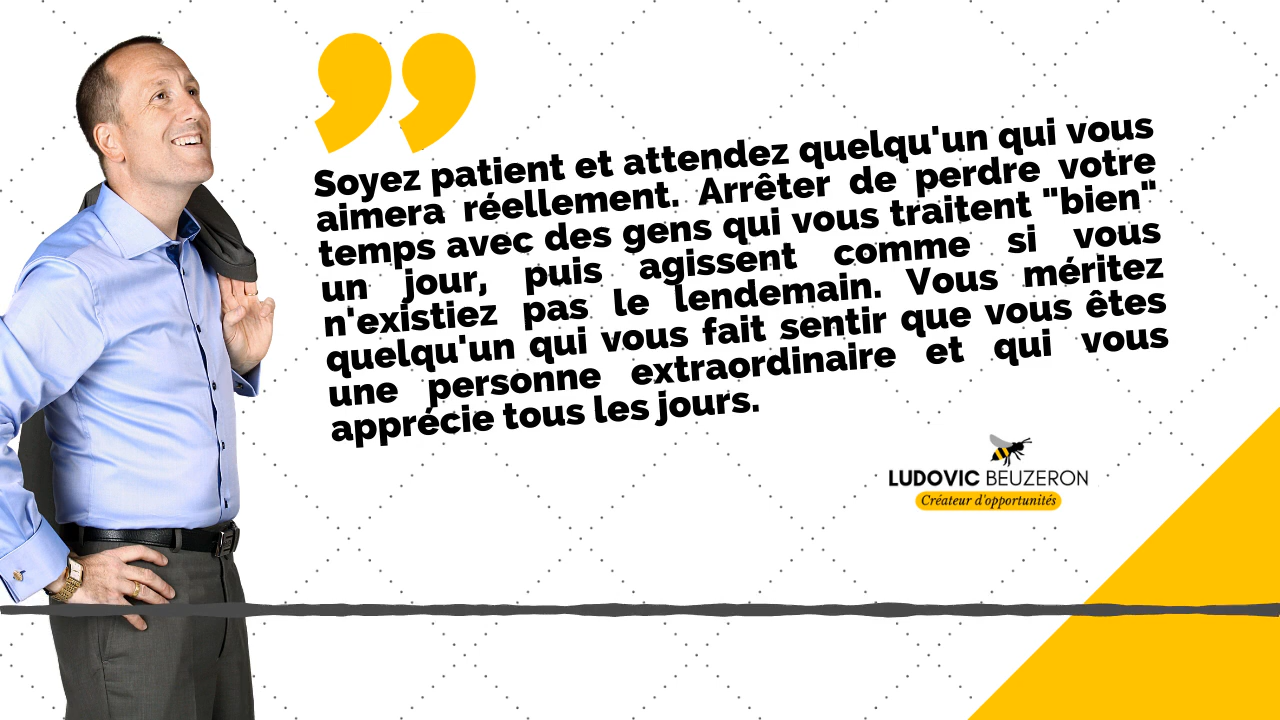 Soyez patient et attendez quelqu'un qui vous
aimera réellement. Arrêter de perdre votre
temps avec des gens qui vous traitent "bien"
un jour, puis agissent comme si vous
n'existiez pas le lendemain. Vous méritez
quelqu'un qui vous fait sentir que vous êtes
une personne extraordinaire et qui vous
apprécie tous les jours.
LUDOVIC BEUZERON
Créateur d'opportunités